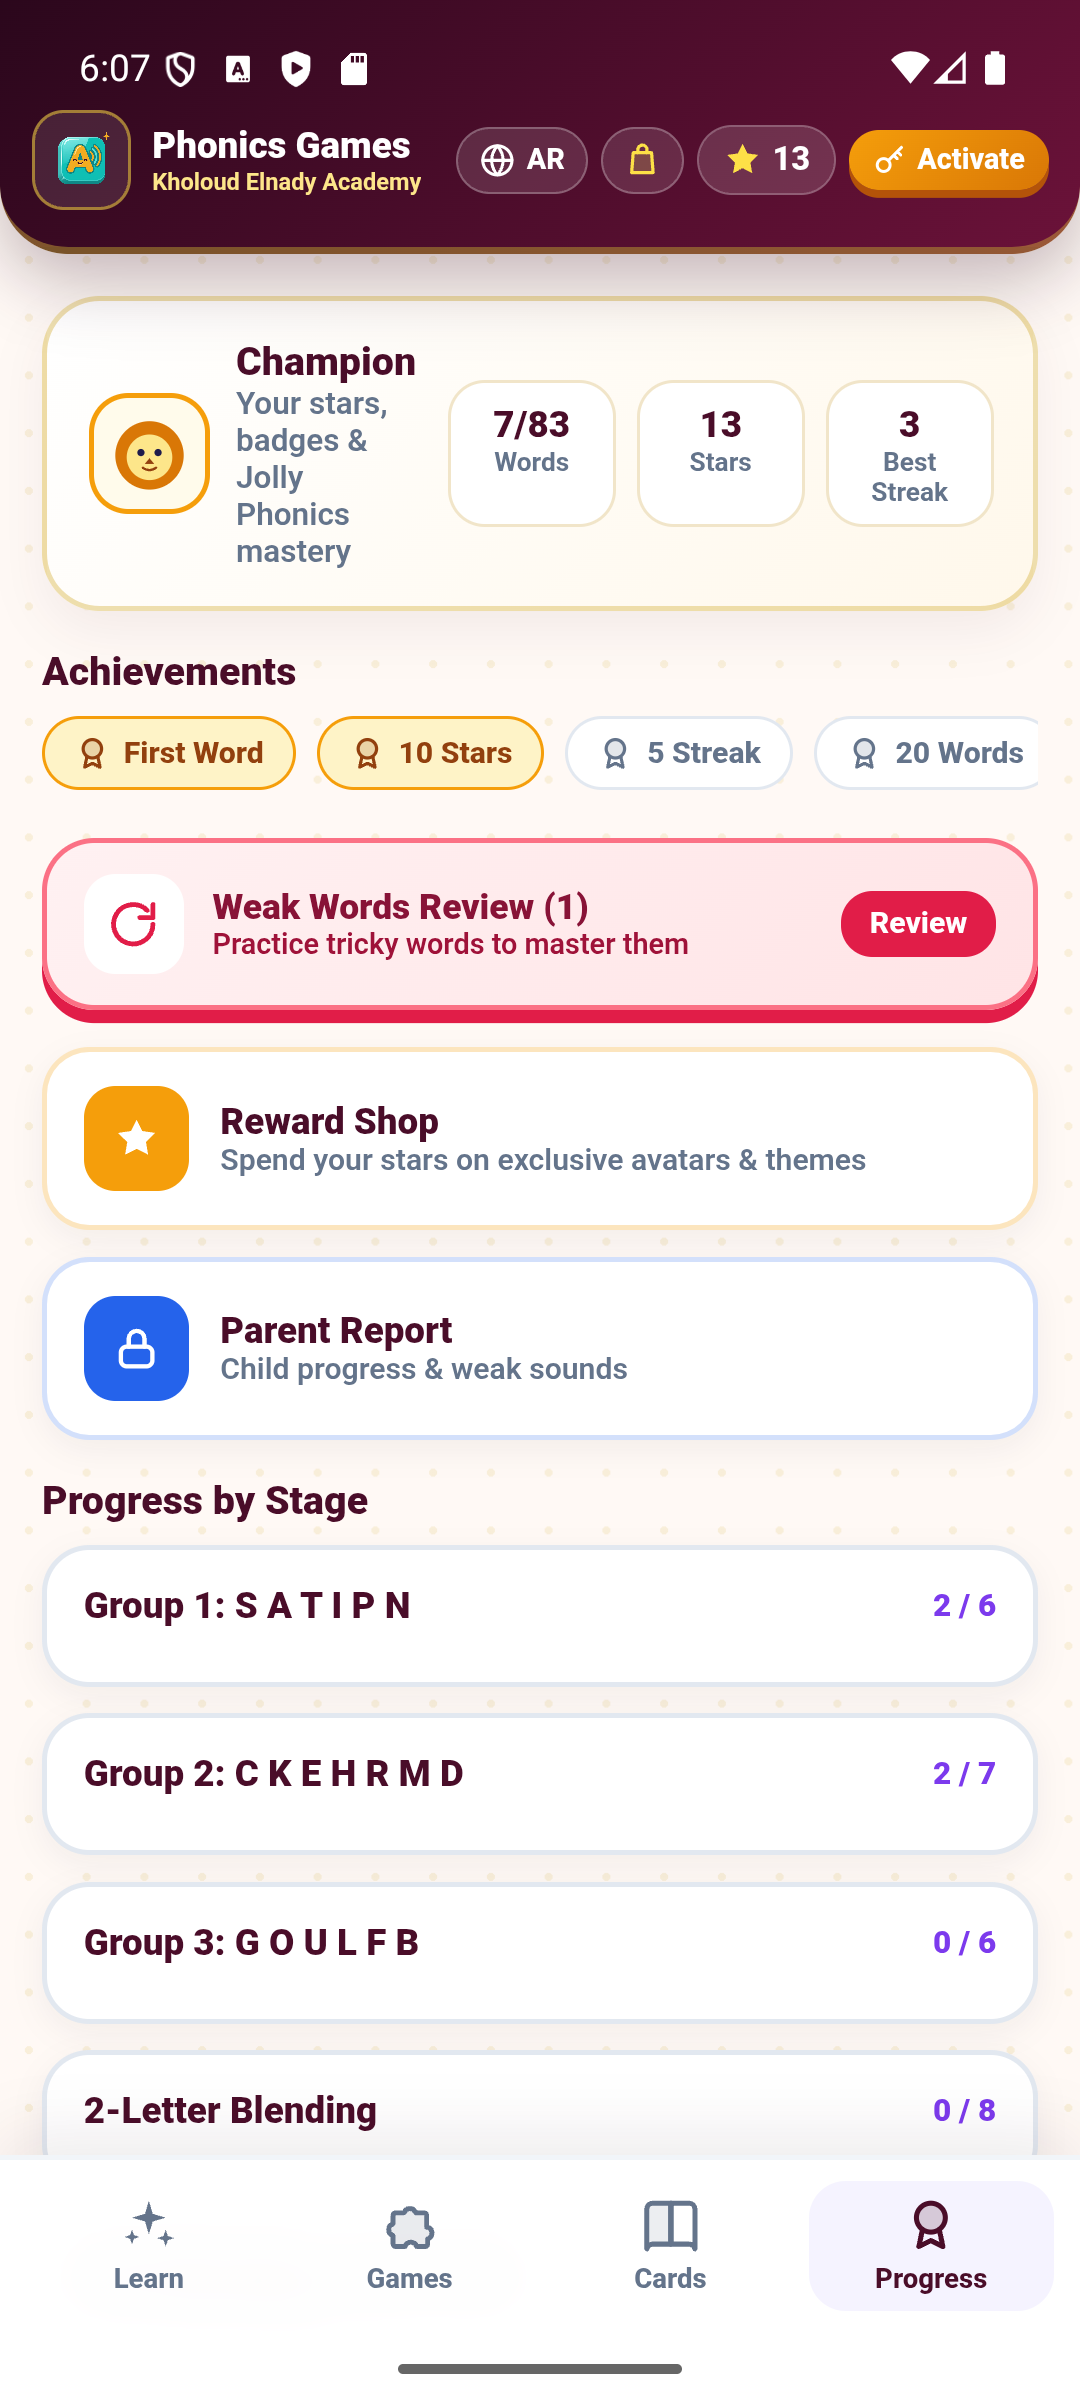 6:07
Phonics Games
Kholoud Elnady Academy
AR
13
Activate
Champion
Your stars,
badges &
Jolly
Phonics
mastery
7/83
Words
13
Stars
3
Best
Streak
Achievements
First Word
10 Stars
5 Streak
20 Words
Weak Words Review (1)
Practice tricky words to master them
Review
Reward Shop
Spend your stars on exclusive avatars & themes
Parent Report
Child progress & weak sounds
Progress by Stage
Group 1: S A T I P N
2 / 6
Group 2: C K E H R M D
2 / 7
Group 3: G O U L F B
0 / 6
2-Letter Blending
0 / 8
Learn
Games
Cards
Progress